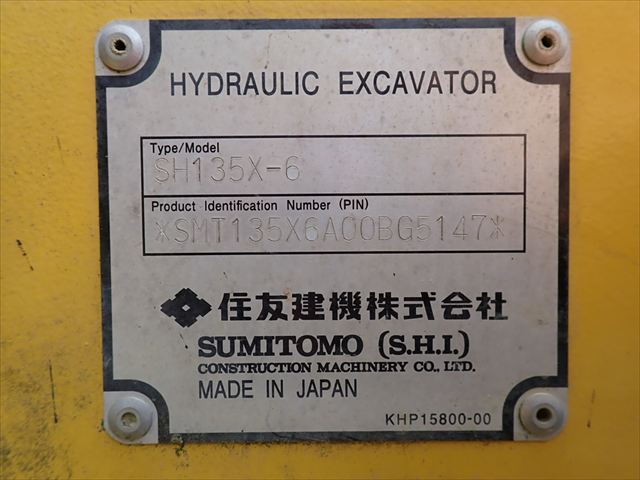 HYDRAULIC EXCAVATOR
Type/Model
SH135X-6
Product Identification Number (PIN)
*SMT135X6A00BG5147*
住友建機株式会社
SUMITOMO (S.H.I.)
CONSTRUCTION MACHINERY CO., LTD.
MADE IN JAPAN
KHP15800-00